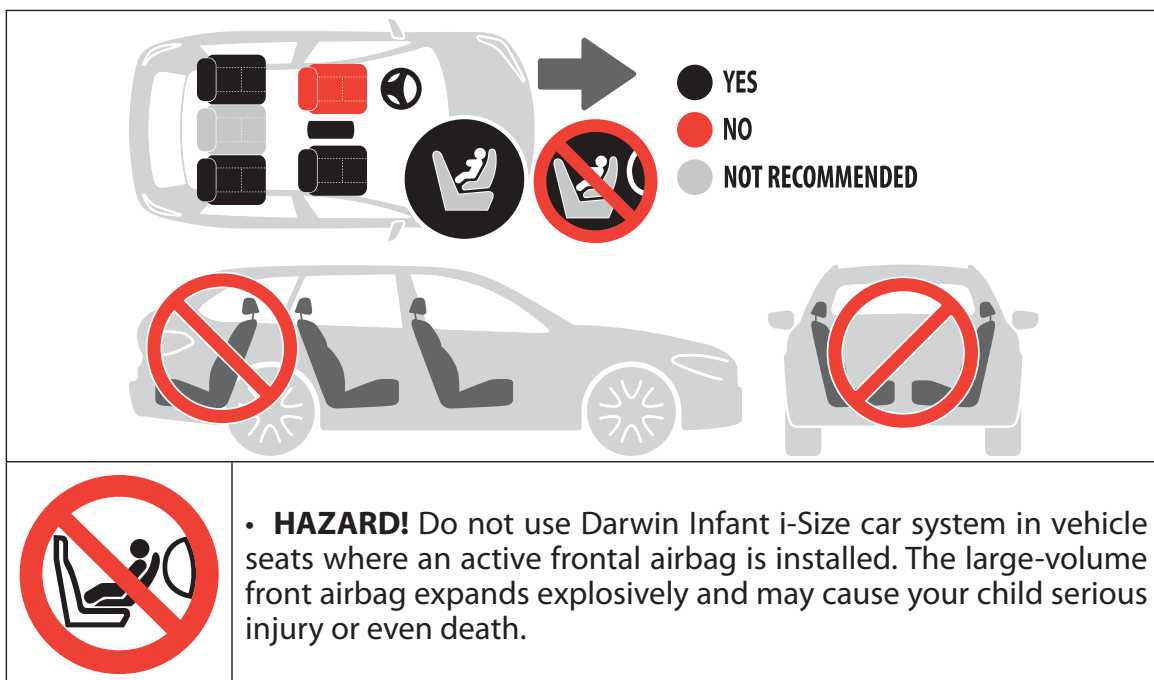 YES
NO
NOT RECOMMENDED
• HAZARD! Do not use Darwin Infant i-Size car system in vehicle
seats where an active frontal airbag is installed. The large-volume
front airbag expands explosively and may cause your child serious
injury or even death.